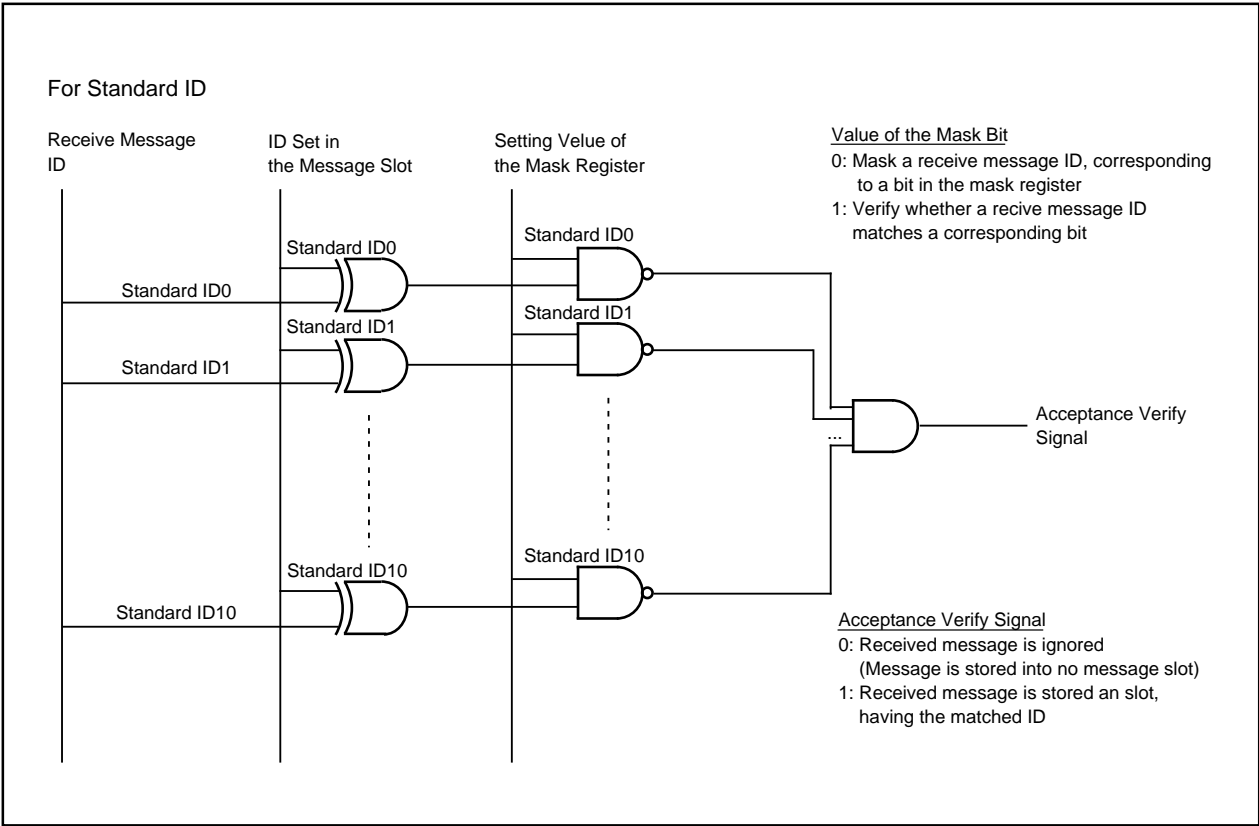 For Standard ID
Receive Message
ID
ID Set in
the Message Slot
Setting Value of
the Mask Register
Value of the Mask Bit
0: Mask a receive message ID, corresponding
to a bit in the mask register
1: Verify whether a recive message ID
matches a corresponding bit
Standard ID0
Standard ID0
Standard ID0
Standard ID1
Standard ID1
Standard ID1
...
Acceptance Verify
Signal
Standard ID10
Standard ID10
Standard ID10
Acceptance Verify Signal
0: Received message is ignored
(Message is stored into no message slot)
1: Received message is stored an slot,
having the matched ID